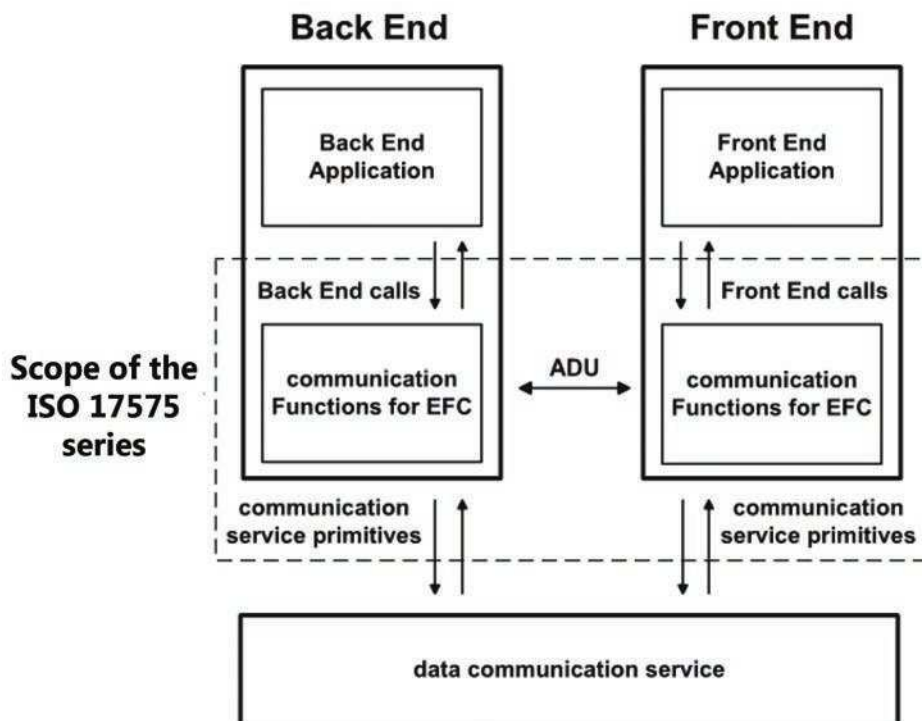 Back End
Front End
Back End
Application
Front End
Application
Back End calls
Front End calls
Scope of the
ISO 17575
series
communication
Functions for EFC
ADU
communication
Functions for EFC
communication
service primitives
communication
service primitives
data communication service